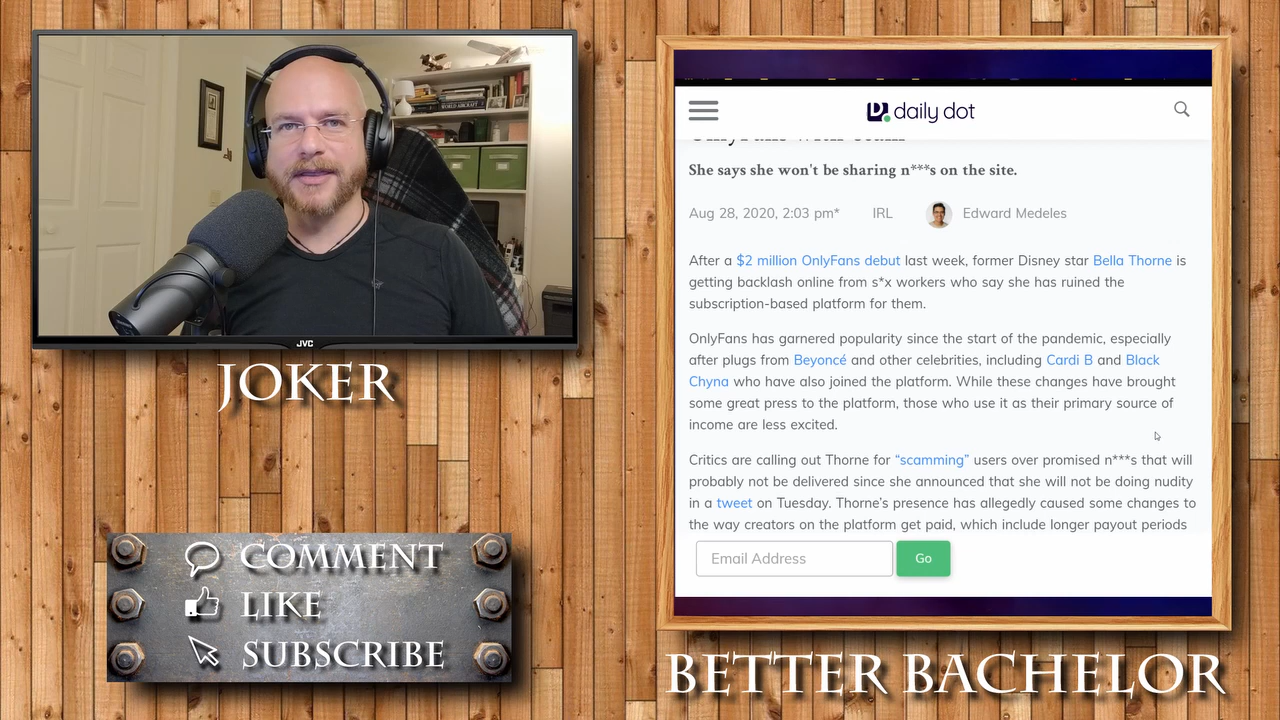 JVC
JOKER
COMMENT
LIKE
SUBSCRIBE
daily dot
She says she won't be sharing n***s on the site.
Aug 28, 2020, 2:03 pm* IRL Edward Medeles
After a $2 million OnlyFans debut last week, former Disney star Bella Thorne is
getting backlash online from s*x workers who say she has ruined the
subscription-based platform for them.
OnlyFans has garnered popularity since the start of the pandemic, especially
after plugs from Beyoncé and other celebrities, including Cardi B and Black
Chyna who have also joined the platform. While these changes have brought
some great press to the platform, those who use it as their primary source of
income are less excited.
Critics are calling out Thorne for “scamming” users over promised n***s that will
probably not be delivered since she announced that she will not be doing nudity
in a tweet on Tuesday. Thorne’s presence has allegedly caused some changes to
the way creators on the platform get paid, which include longer payout periods
Email Address Go
BETTER BACHELOR